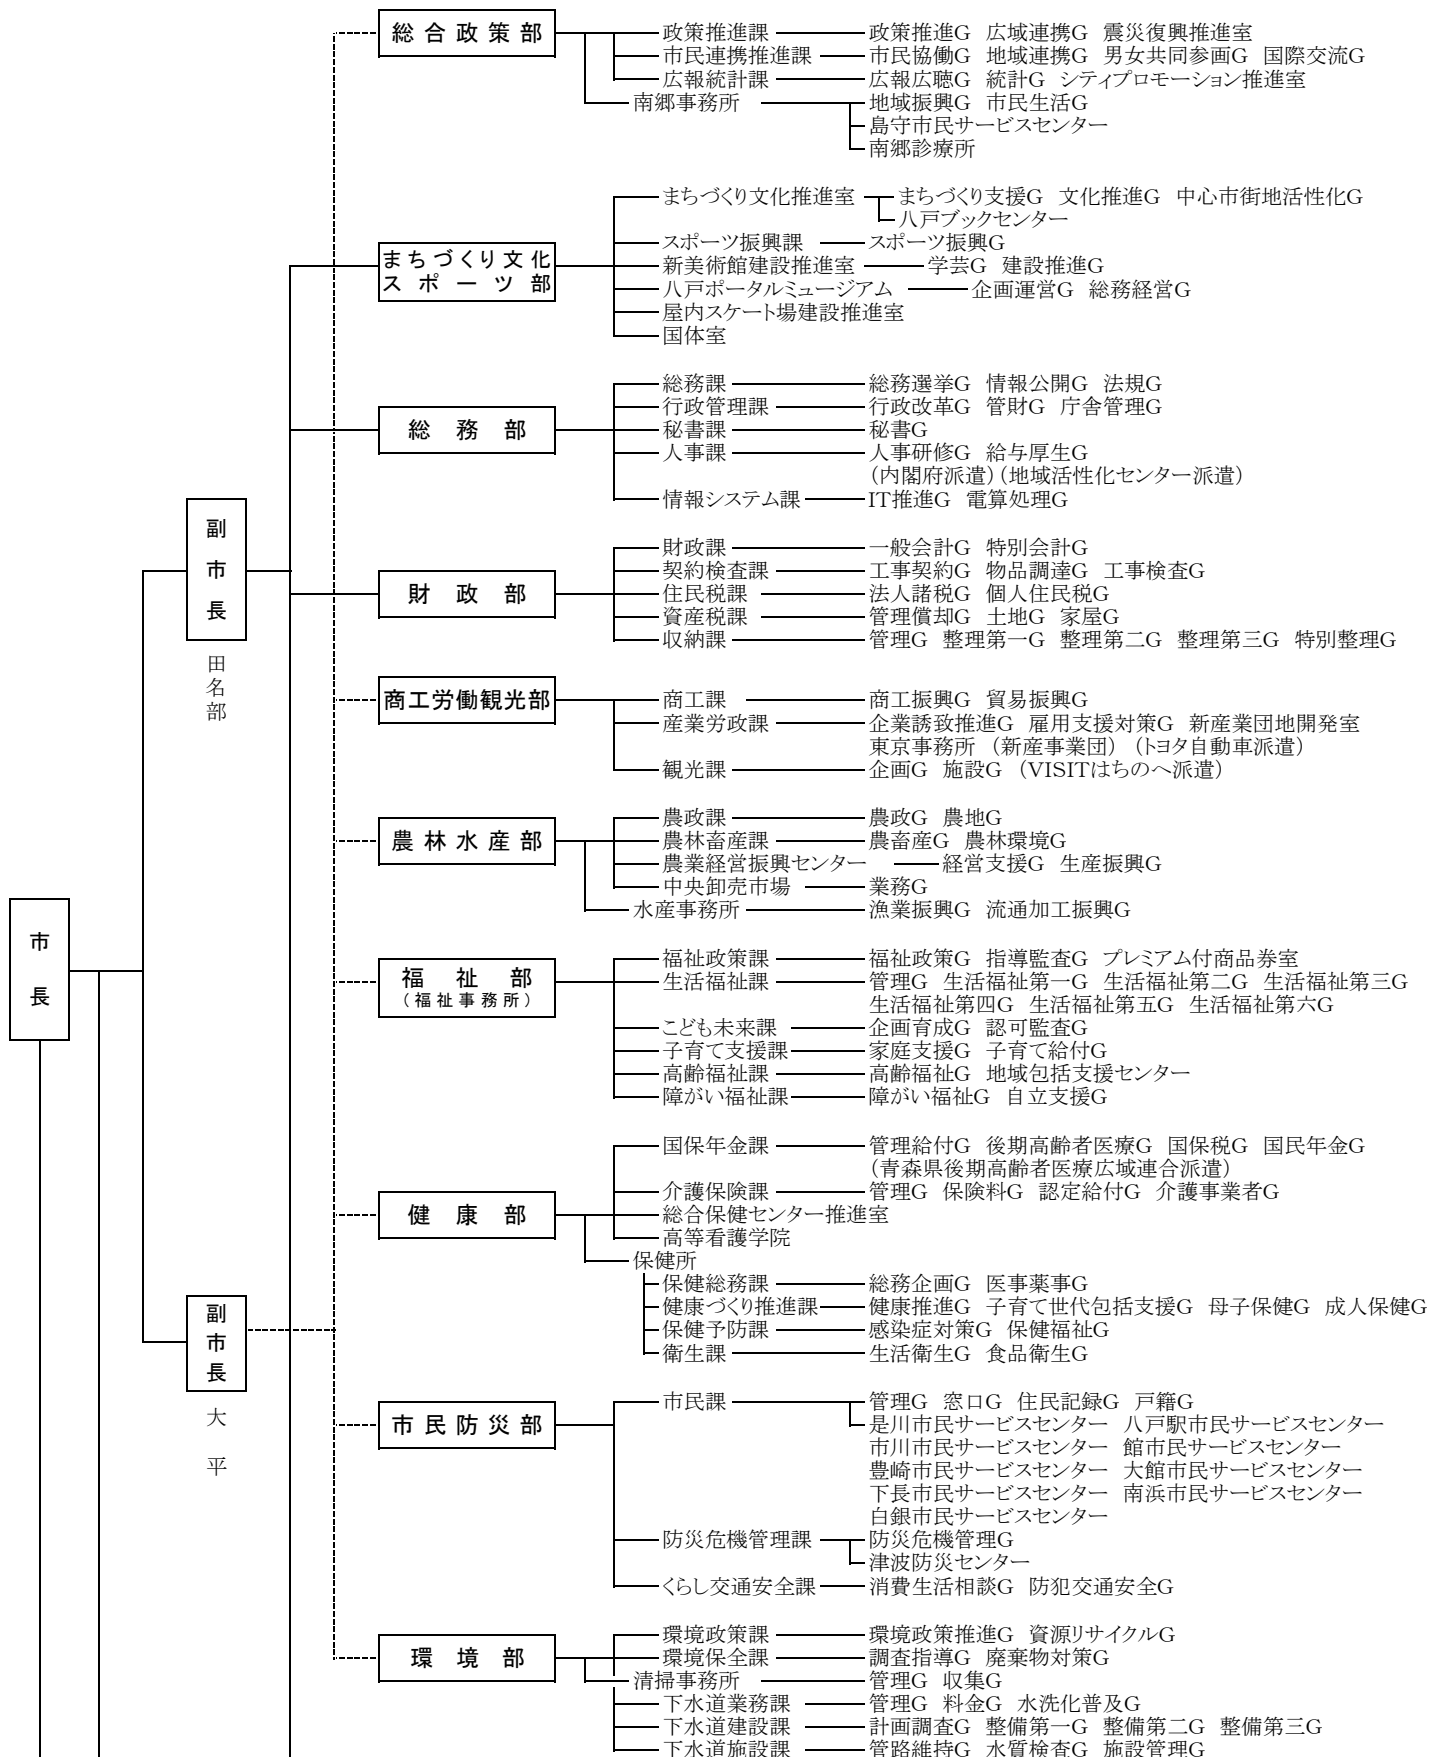 市長
副市長
田名部
副市長
大平
総合政策部
政策推進課 政策推進G 広域連携G 震災復興推進室
市民連携推進課 市民協働G 地域連携G 男女共同参画G 国際交流G
広報統計課 広報広聴G 統計G シティプロモーション推進室
南郷事務所 地域振興G 市民生活G
島守市民サービスセンター
南郷診療所
まちづくり文化スポーツ部
まちづくり文化推進室 まちづくり支援G 文化推進G 中心市街地活性化G
八戸ブックセンター
スポーツ振興課 スポーツ振興G
新美術館建設推進室 学芸G 建設推進G
八戸ポータルミュージアム 企画運営G 総務経営G
屋内スケート場建設推進室
国体室
総務部
総務課 総務選挙G 情報公開G 法規G
行政管理課 行政改革G 管財G 庁舎管理G
秘書課 秘書G
人事課 人事研修G 給与厚生G
（内閣府派遣）（地域活性化センター派遣）
情報システム課 IT推進G 電算処理G
財政部
財政課 一般会計G 特別会計G
契約検査課 工事契約G 物品調達G 工事検査G
住民税課 法人諸税G 個人住民税G
資産税課 管理償却G 土地G 家屋G
収納課 管理G 整理第一G 整理第二G 整理第三G 特別整理G
商工労働観光部
商工課 商工振興G 貿易振興G
産業労政課 企業誘致推進G 雇用支援対策G 新産業団地開発室
東京事務所 （新産事業団） （トヨタ自動車派遣）
観光課 企画G 施設G （VISITはちのへ派遣）
農林水産部
農政課 農政G 農地G
農林畜産課 農畜産G 農林環境G
農業経営振興センター 経営支援G 生産振興G
中央卸売市場 業務G
水産事務所 漁業振興G 流通加工振興G
福祉部
（福祉事務所）
福祉政策課 福祉政策G 指導監査G プレミアム付商品券室
生活福祉課 管理G 生活福祉第一G 生活福祉第二G 生活福祉第三G
生活福祉第四G 生活福祉第五G 生活福祉第六G
こども未来課 企画育成G 認可監査G
子育て支援課 家庭支援G 子育て給付G
高齢福祉課 高齢福祉G 地域包括支援センター
障がい福祉課 障がい福祉G 自立支援G
健康部
国保年金課 管理給付G 後期高齢者医療G 国保税G 国民年金G
（青森県後期高齢者医療広域連合派遣）
介護保険課 管理G 保険料G 認定給付G 介護事業者G
総合保健センター推進室
高等看護学院
保健所
保健総務課 総務企画G 医事薬事G
健康づくり推進課 健康推進G 子育て世代包括支援G 母子保健G 成人保健G
保健予防課 感染症対策G 保健福祉G
衛生課 生活衛生G 食品衛生G
市民防災部
市民課 管理G 窓口G 住民記録G 戸籍G
是川市民サービスセンター 八戸駅市民サービスセンター
市川市民サービスセンター 館市民サービスセンター
豊崎市民サービスセンター 大館市民サービスセンター
下長市民サービスセンター 南浜市民サービスセンター
白銀市民サービスセンター
防災危機管理課 防災危機管理G
津波防災センター
くらし交通安全課 消費生活相談G 防犯交通安全G
環境部
環境政策課 環境政策推進G 資源リサイクルG
環境保全課 調査指導G 廃棄物対策G
清掃事務所 管理G 収集G
下水道業務課 管理G 料金G 水洗化普及G
下水道建設課 計画調査G 整備第一G 整備第二G 整備第三G
下水道施設課 管路維持G 水質検査G 施設管理G